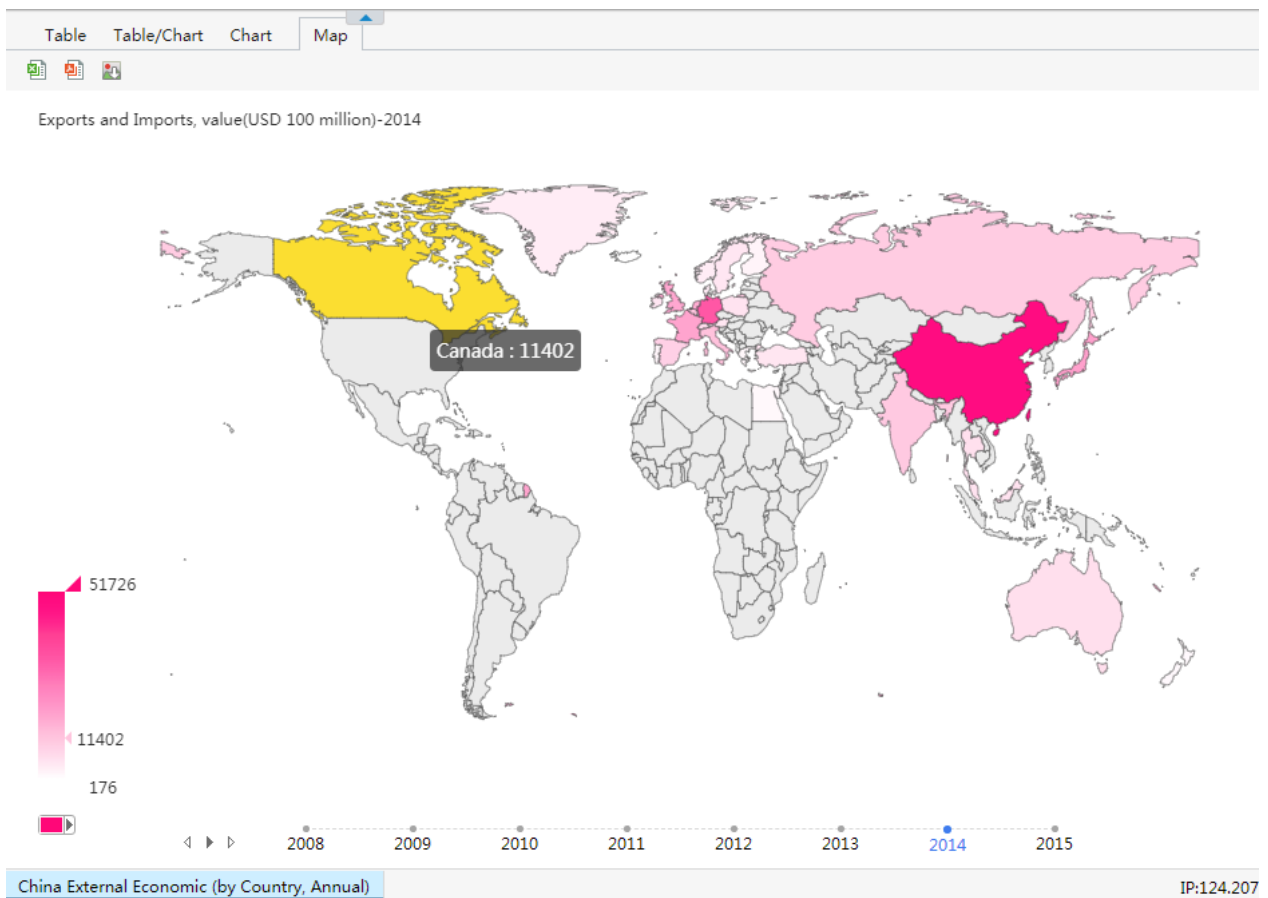 Table Table/Chart Chart Map
Exports and Imports, value(USD 100 million)-2014
Canada : 11402
51726
11402
176
2008 2009 2010 2011 2012 2013 2014 2015
China External Economic (by Country, Annual) IP:124.207